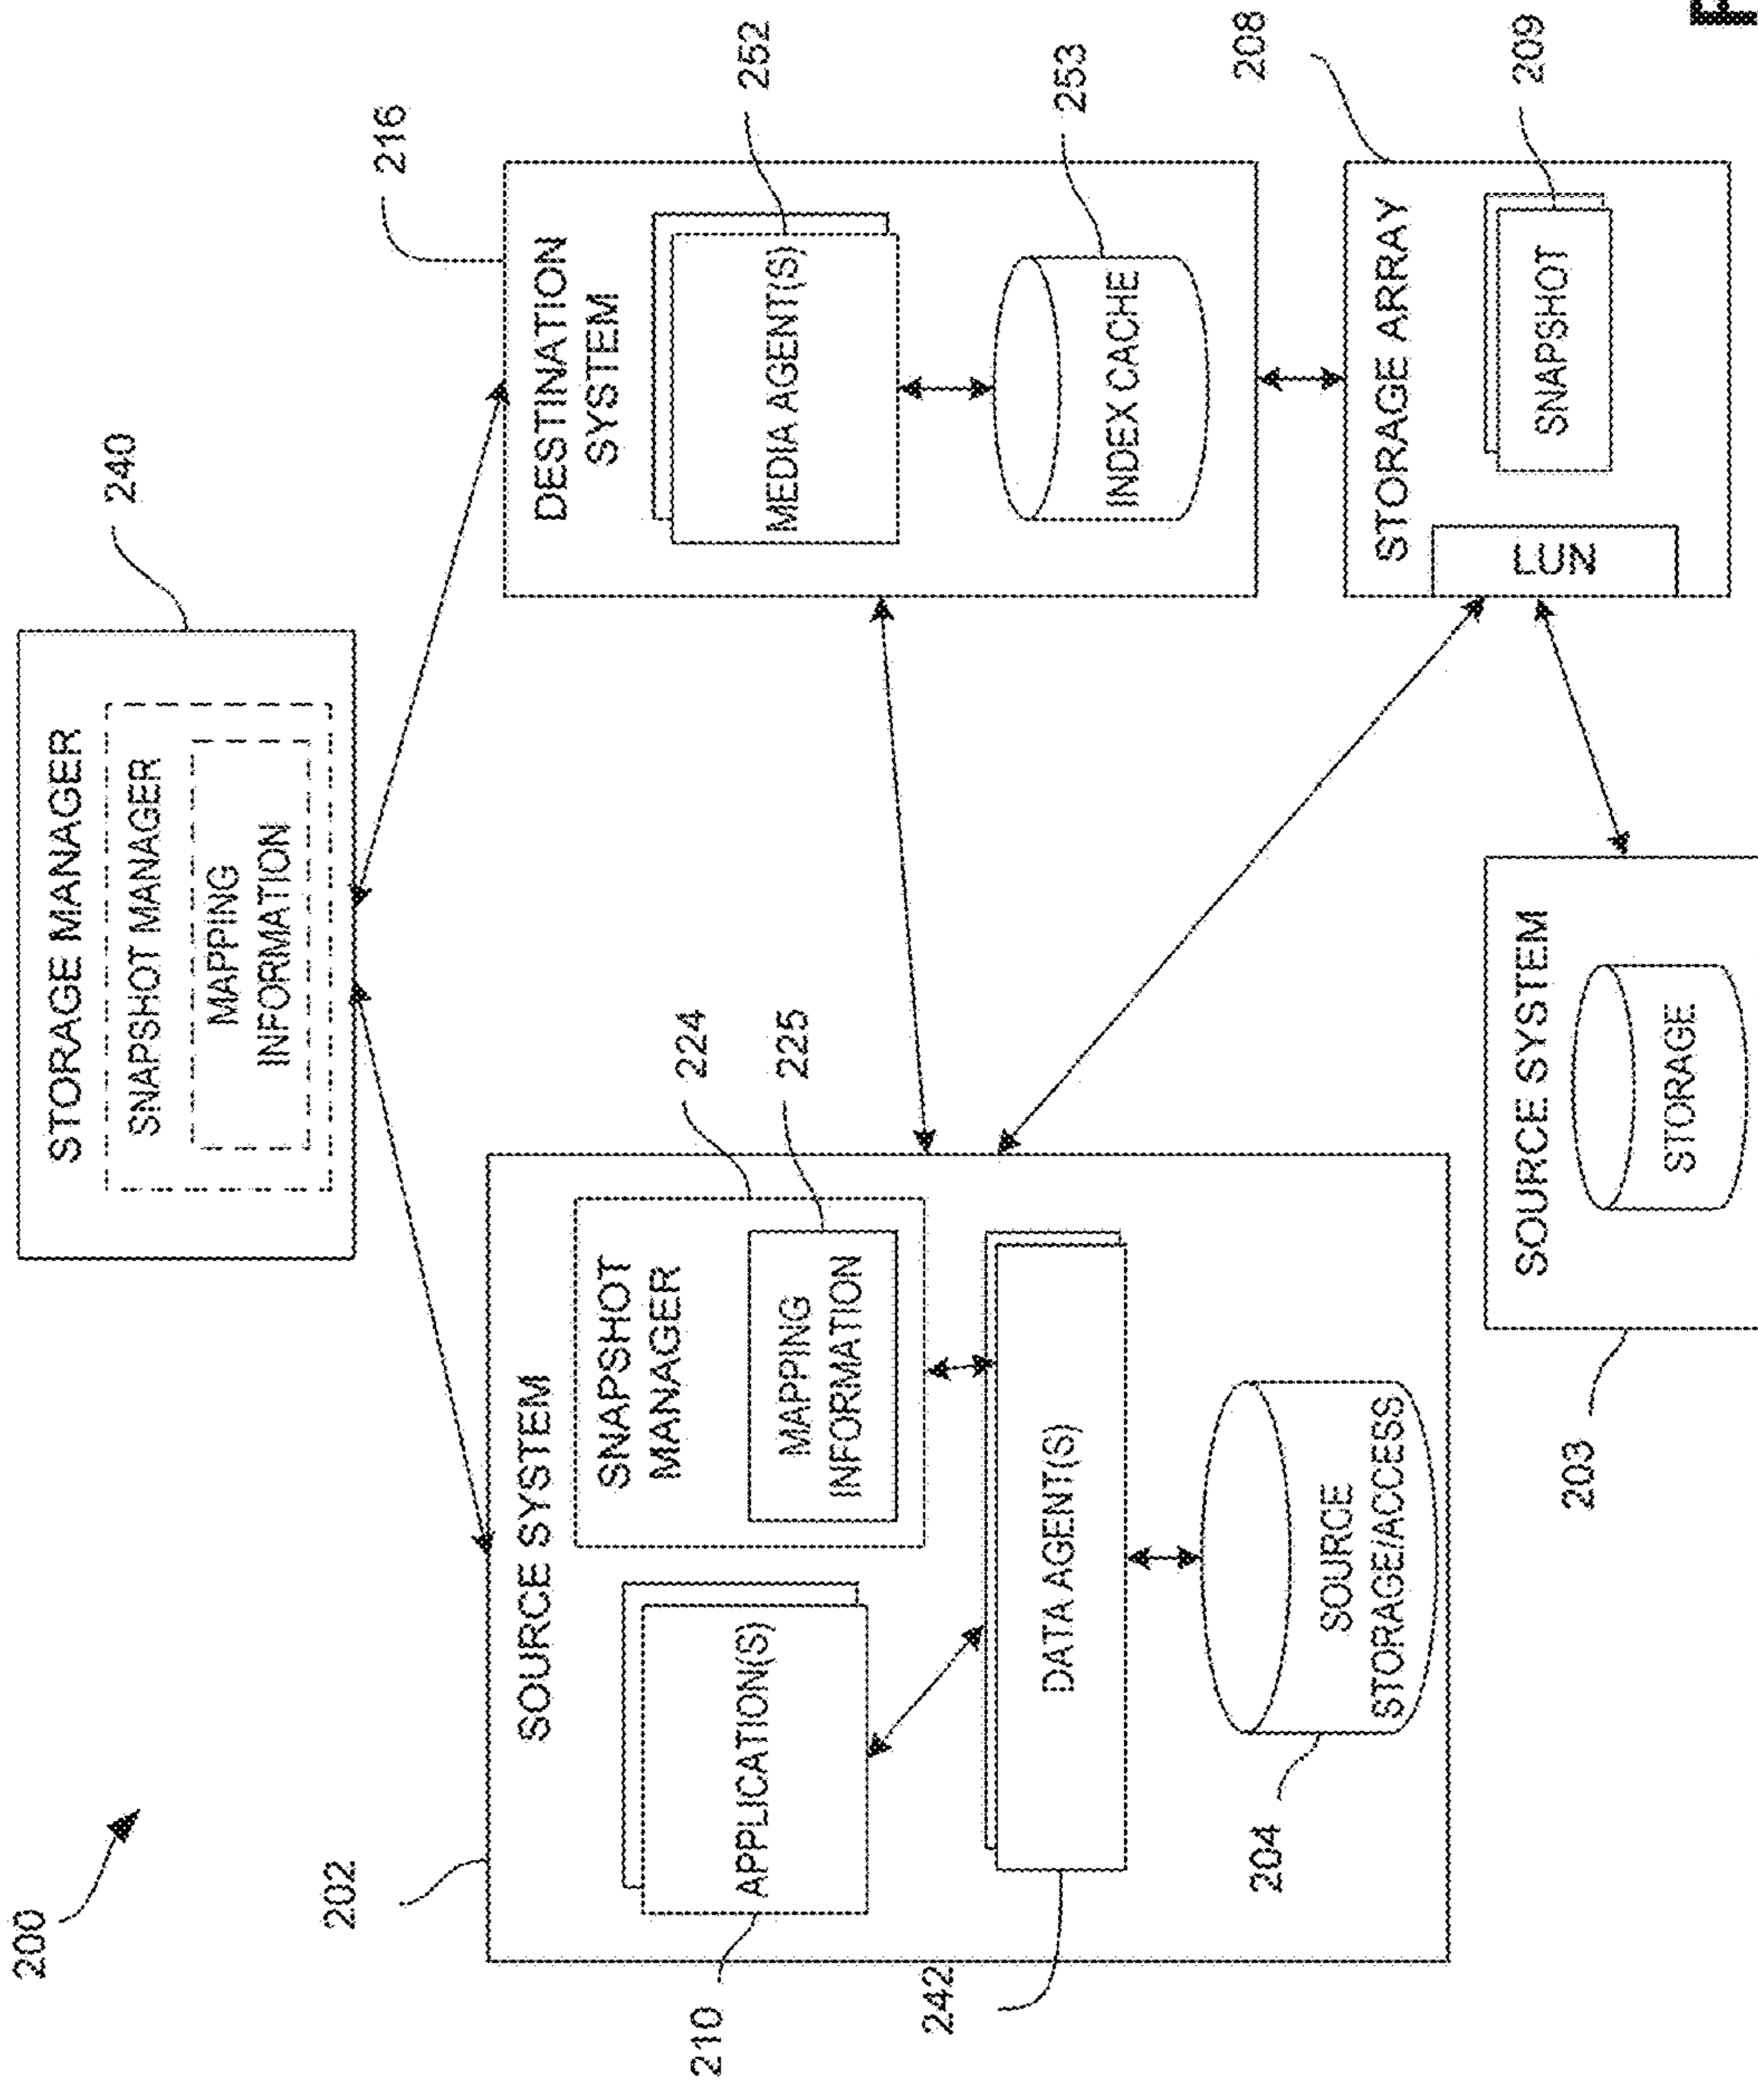 200
STORAGE MANAGER
SNAPSHOT MANAGER
MAPPING
INFORMATION
240
202
SOURCE SYSTEM
APPLICATION(S)
210
SNAPSHOT
MANAGER
224
MAPPING
INFORMATION
225
DATA AGENT(S)
242
SOURCE
STORAGE/ACCESS
204
216
DESTINATION
SYSTEM
MEDIA AGENT(S)
252
INDEX CACHE
253
SOURCE SYSTEM
STORAGE
203
STORAGE ARRAY
208
LUN
SNAPSHOT
209